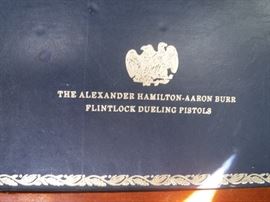 THE ALEXANDER HAMILTON-AARON BURR
FLINTLOCK DUELING PISTOLS